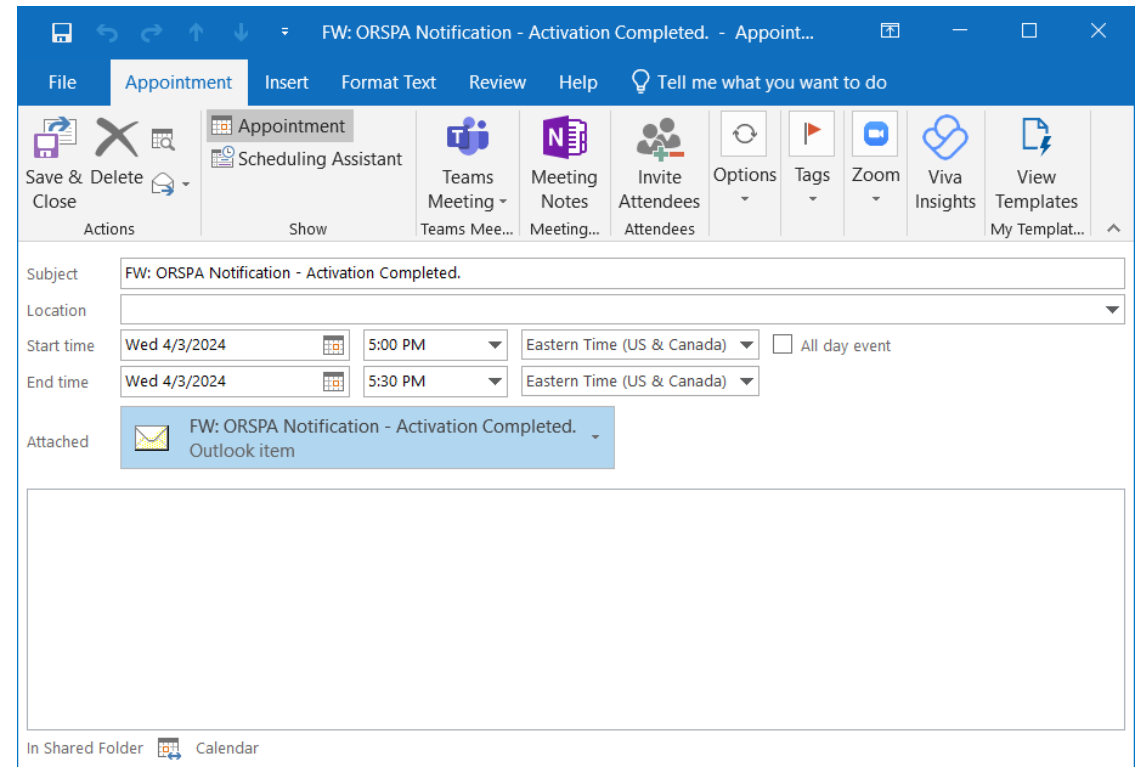 FW: ORSPA Notification - Activation Completed. - Appoint...
File Appointment Insert Format Text Review Help Tell me what you want to do
Save & Close
Delete
Actions
Appointment
Scheduling Assistant
Show
Teams Meeting
Teams Mee...
Meeting Notes
Meeting...
Invite Attendees
Attendees
Options
Tags
Zoom
Viva Insights
View Templates
My Templat...
Subject FW: ORSPA Notification - Activation Completed.
Location
Start time Wed 4/3/2024 5:00 PM Eastern Time (US & Canada) All day event
End time Wed 4/3/2024 5:30 PM Eastern Time (US & Canada)
Attached FW: ORSPA Notification - Activation Completed.
Outlook item
In Shared Folder Calendar